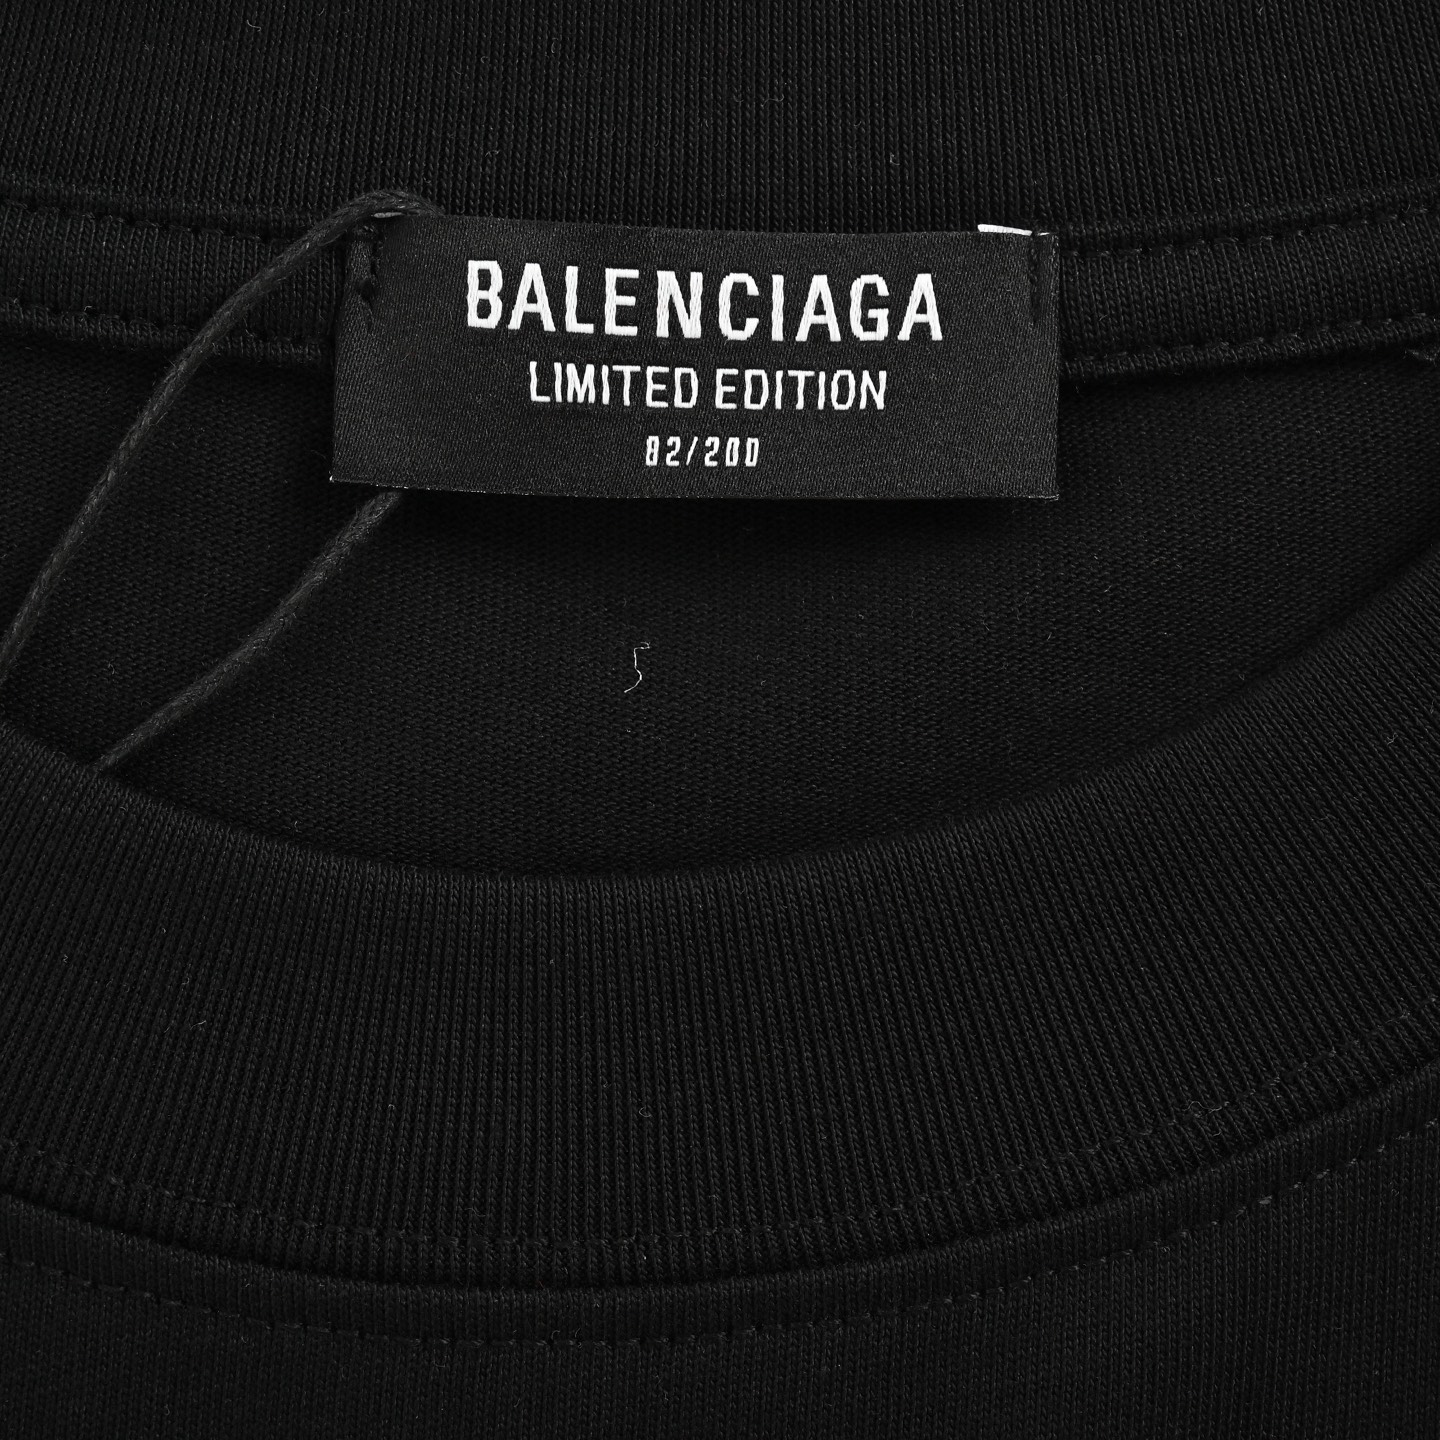 BALENCIAGA
LIMITED EDITION
82/200